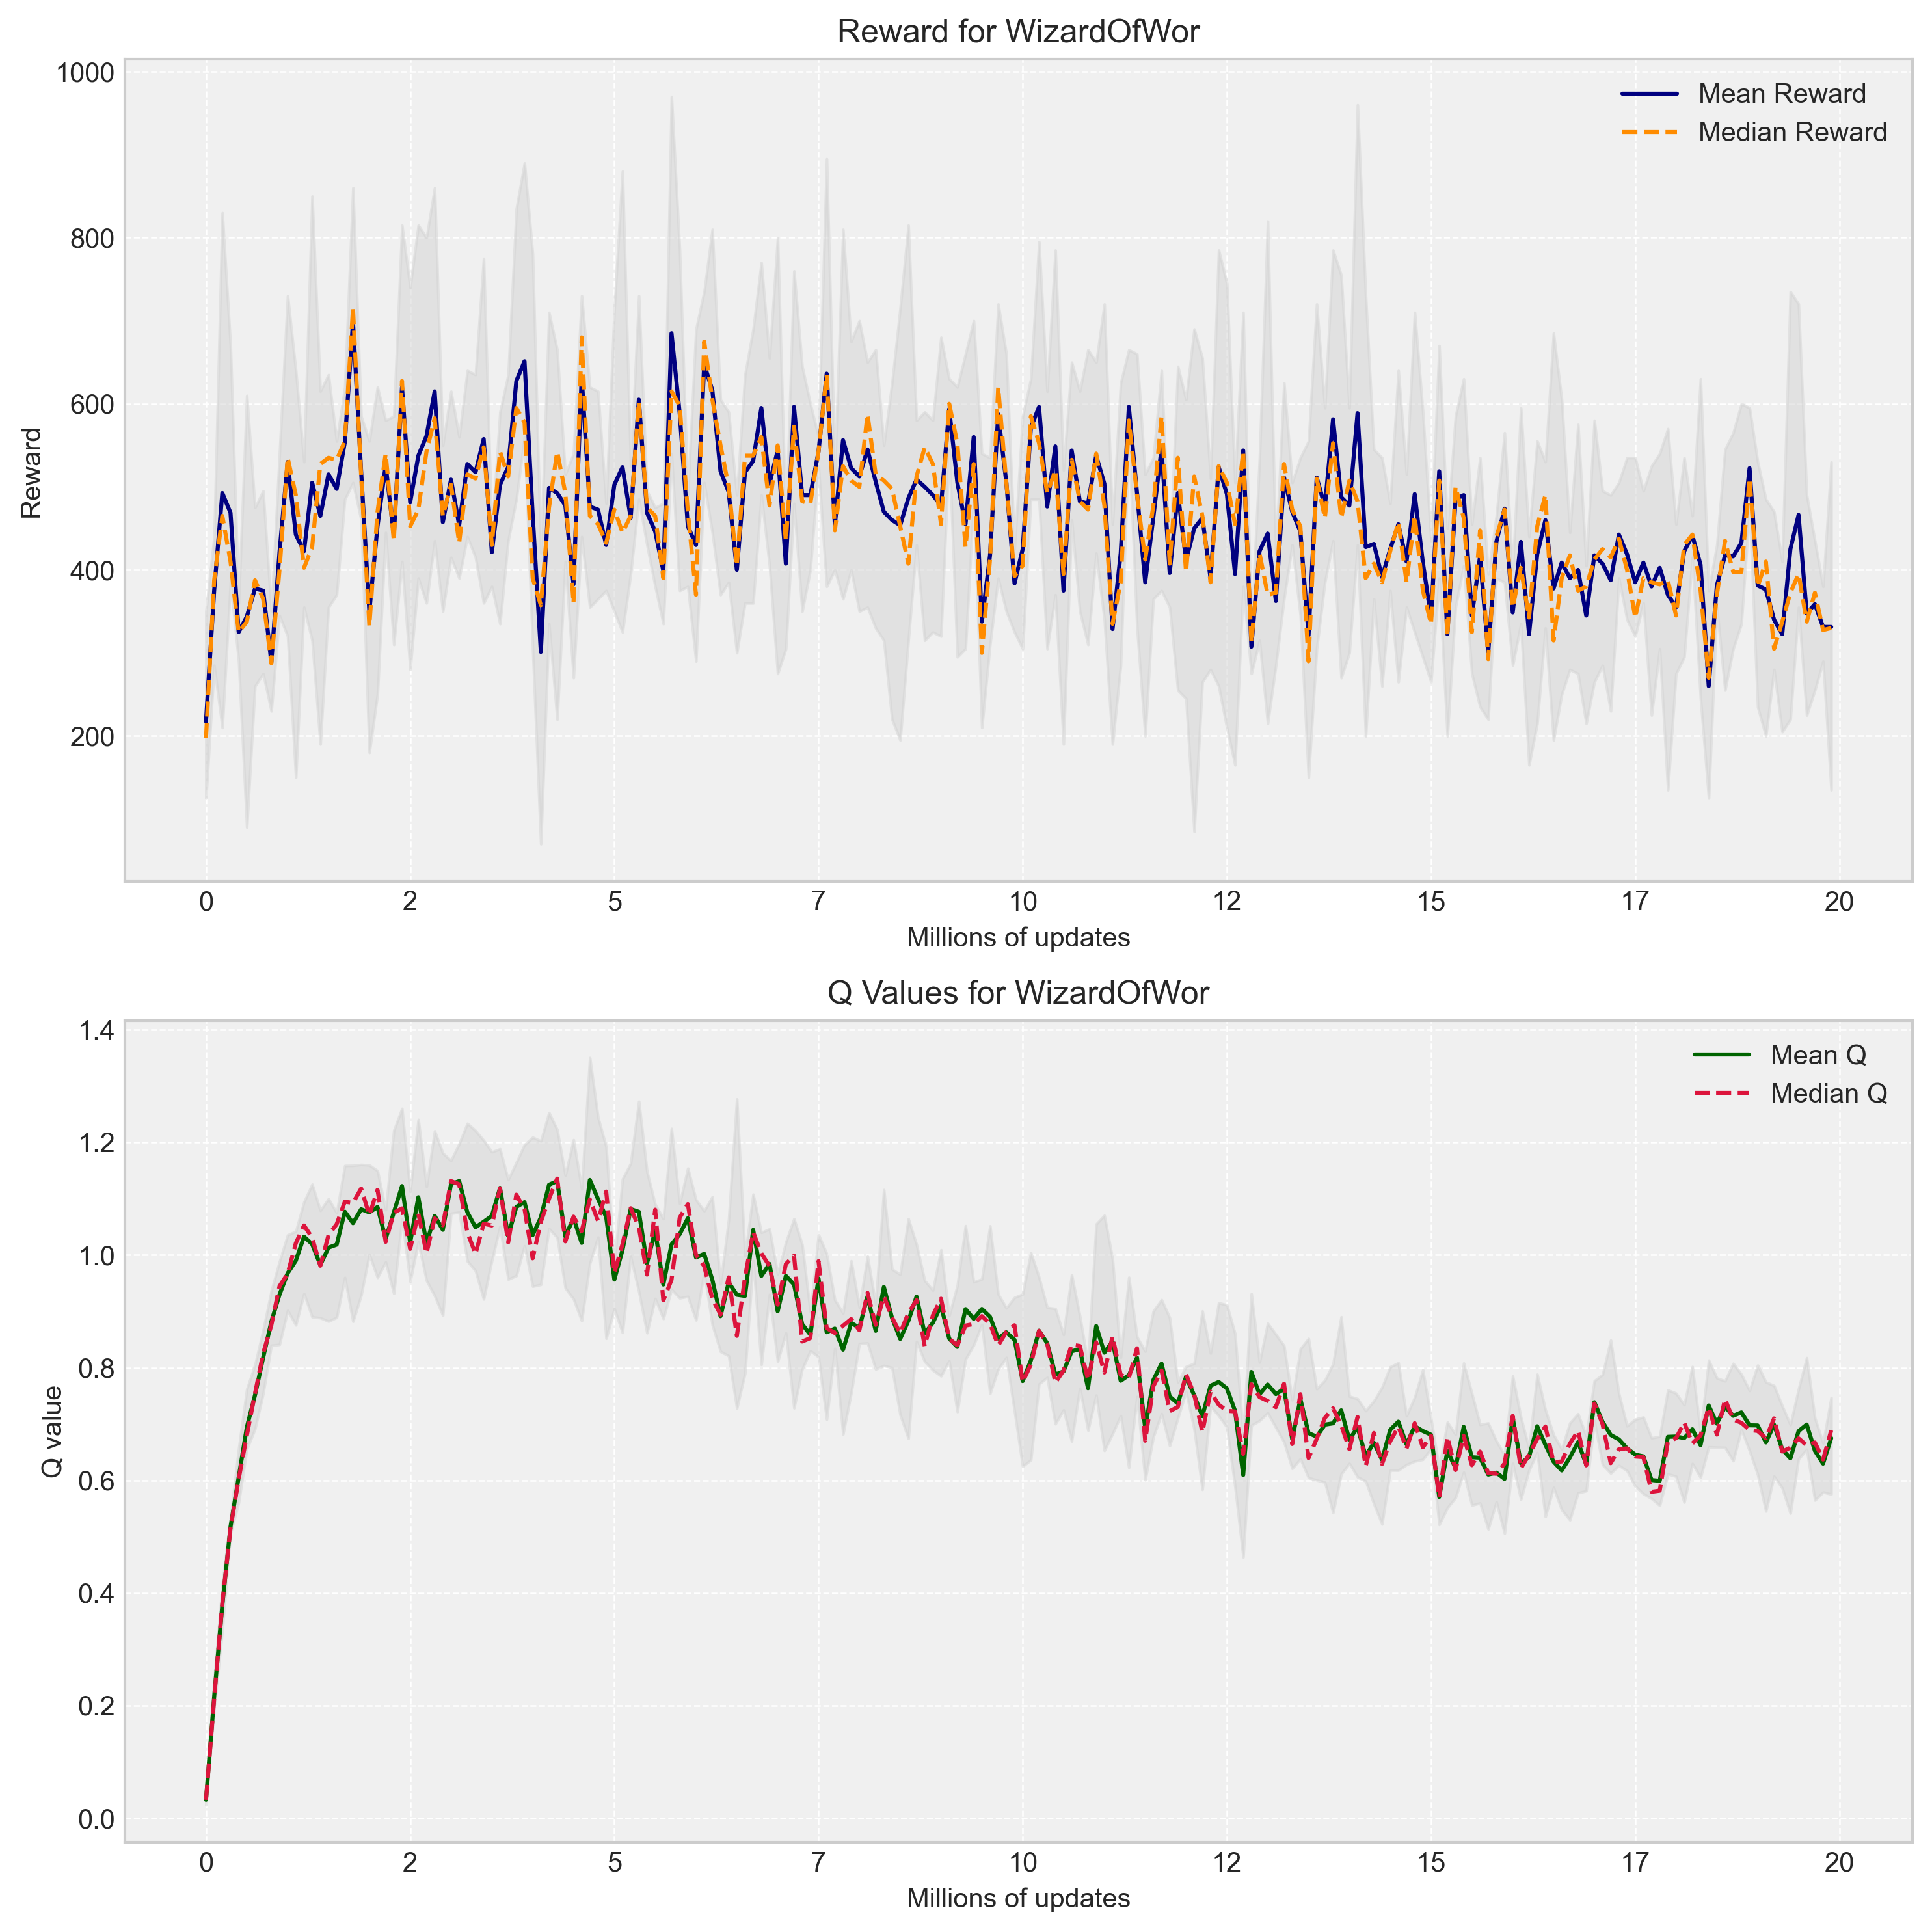 Reward for WizardOfWor
1000
800
600
400
200
Reward
Mean Reward
Median Reward
0 2 5 7 10 12 15 17 20
Millions of updates
Q Values for WizardOfWor
1.4
1.2
1.0
0.8
0.6
0.4
0.2
0.0
Q value
Mean Q
Median Q
0 2 5 7 10 12 15 17 20
Millions of updates